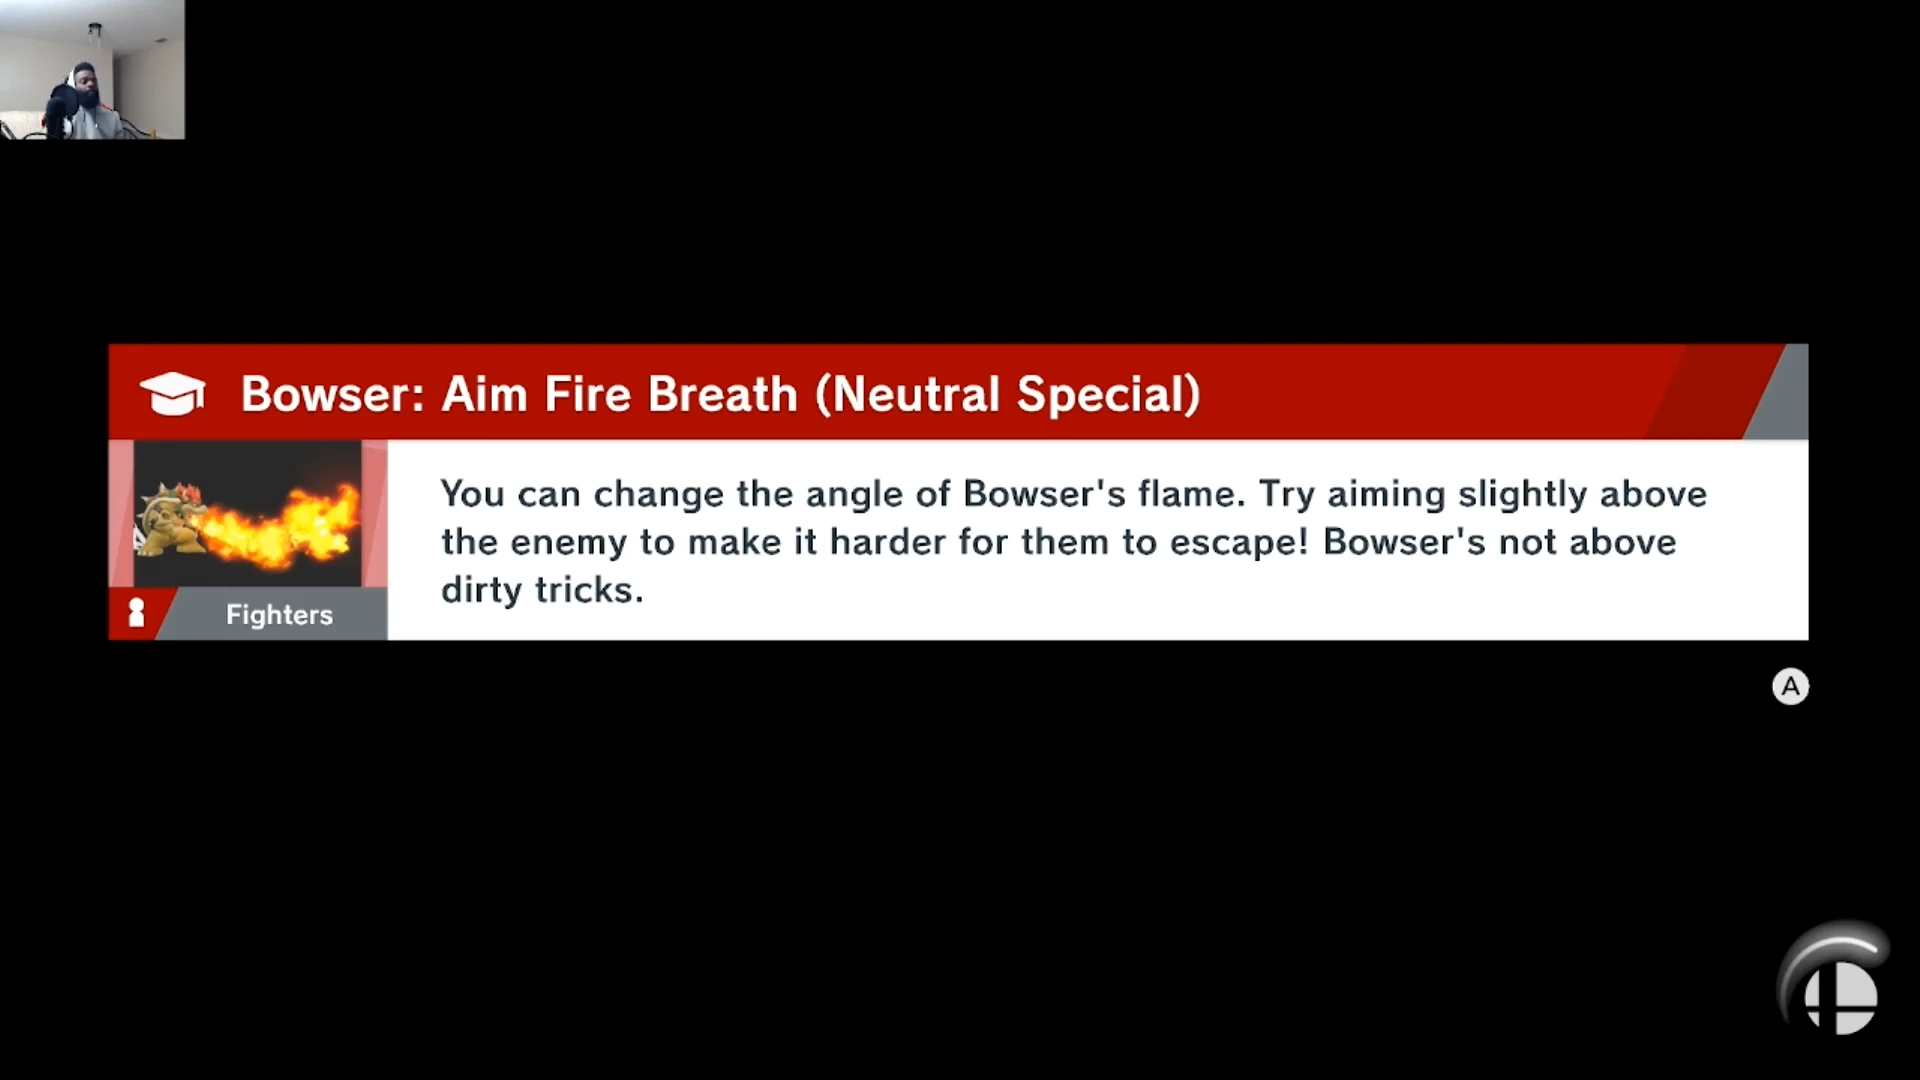 Bowser: Aim Fire Breath (Neutral Special)
You can change the angle of Bowser's flame. Try aiming slightly above
the enemy to make it harder for them to escape! Bowser's not above
dirty tricks.
Fighters
A